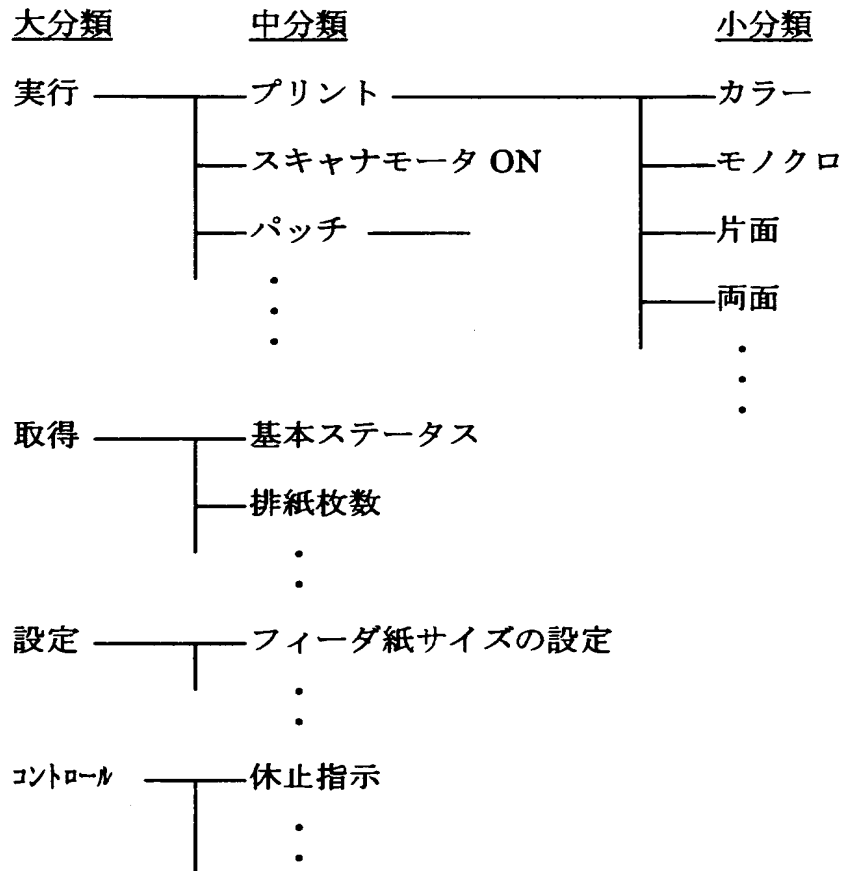 大分類 中分類 小分類
実行 プリント カラー
スキャナモータ ON モノクロ
パッチ 片面
両面
取得 基本ステータス
排紙枚数
設定 フィーダ紙サイズの設定
コントロール 休止指示